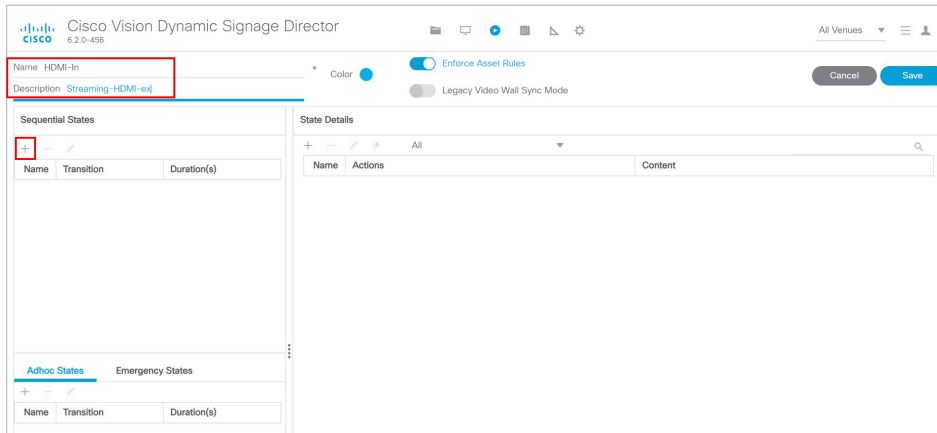 Cisco Vision Dynamic Signage Director
CISCO 6.2.0-456
All Venues
Name HDMI-In
* Color
Enforce Asset Rules
Cancel Save
Description Streaming-HDMI-ex
Legacy Video Wall Sync Mode
Sequential States
State Details
All
Name Transition Duration(s)
Name Actions Content
Adhoc States Emergency States
Name Transition Duration(s)